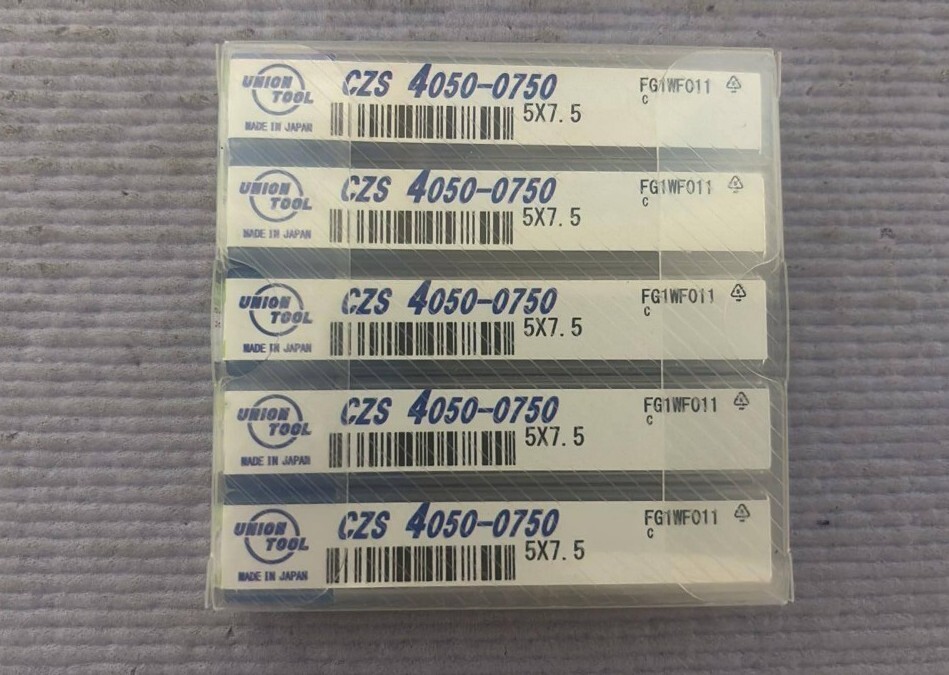 UNION TOOL
MADE IN JAPAN
CZS 4050-0750
5X7.5
FG1WF011
C
UNION TOOL
MADE IN JAPAN
CZS 4050-0750
5X7.5
FG1WF011
C
UNION TOOL
MADE IN JAPAN
CZS 4050-0750
5X7.5
FG1WF011
C
UNION TOOL
MADE IN JAPAN
CZS 4050-0750
5X7.5
FG1WF011
C
UNION TOOL
MADE IN JAPAN
CZS 4050-0750
5X7.5
FG1WF011
C